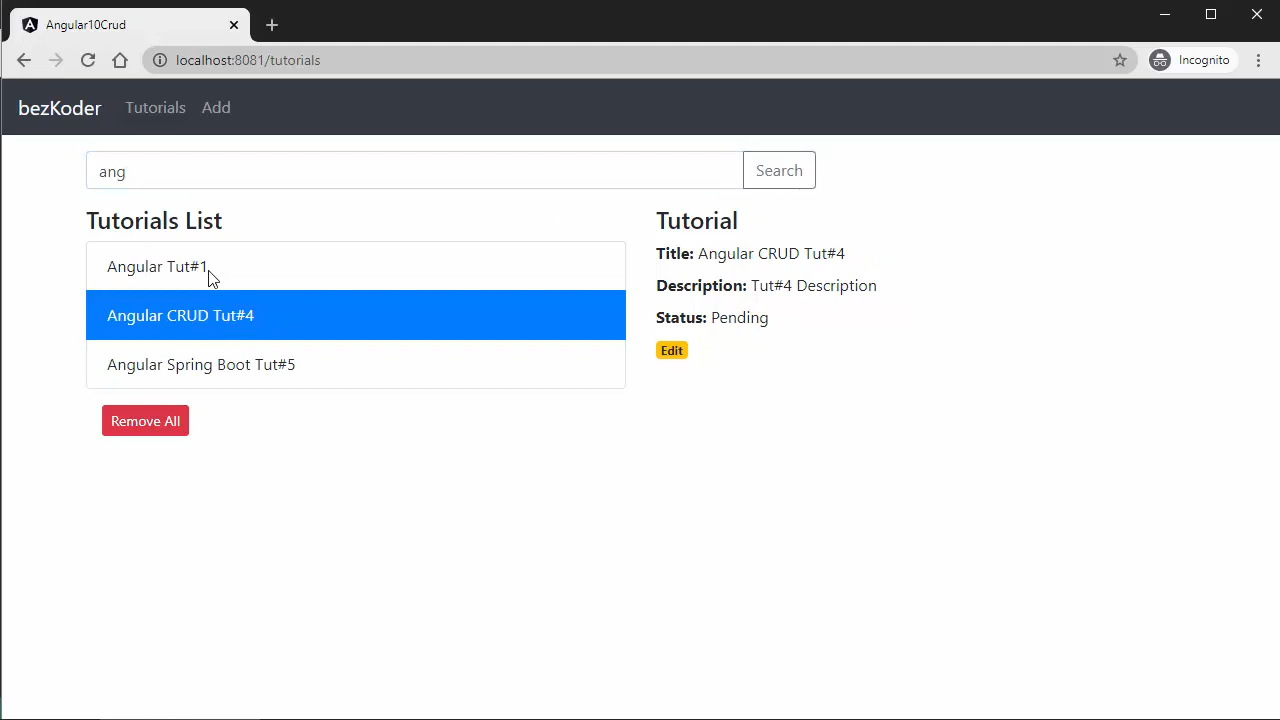 Angular10Crud
localhost:8081/tutorials
Incognito
bezKoder Tutorials Add
ang
Search
Tutorials List
Angular Tut#1
Angular CRUD Tut#4
Angular Spring Boot Tut#5
Remove All
Tutorial
Title: Angular CRUD Tut#4
Description: Tut#4 Description
Status: Pending
Edit